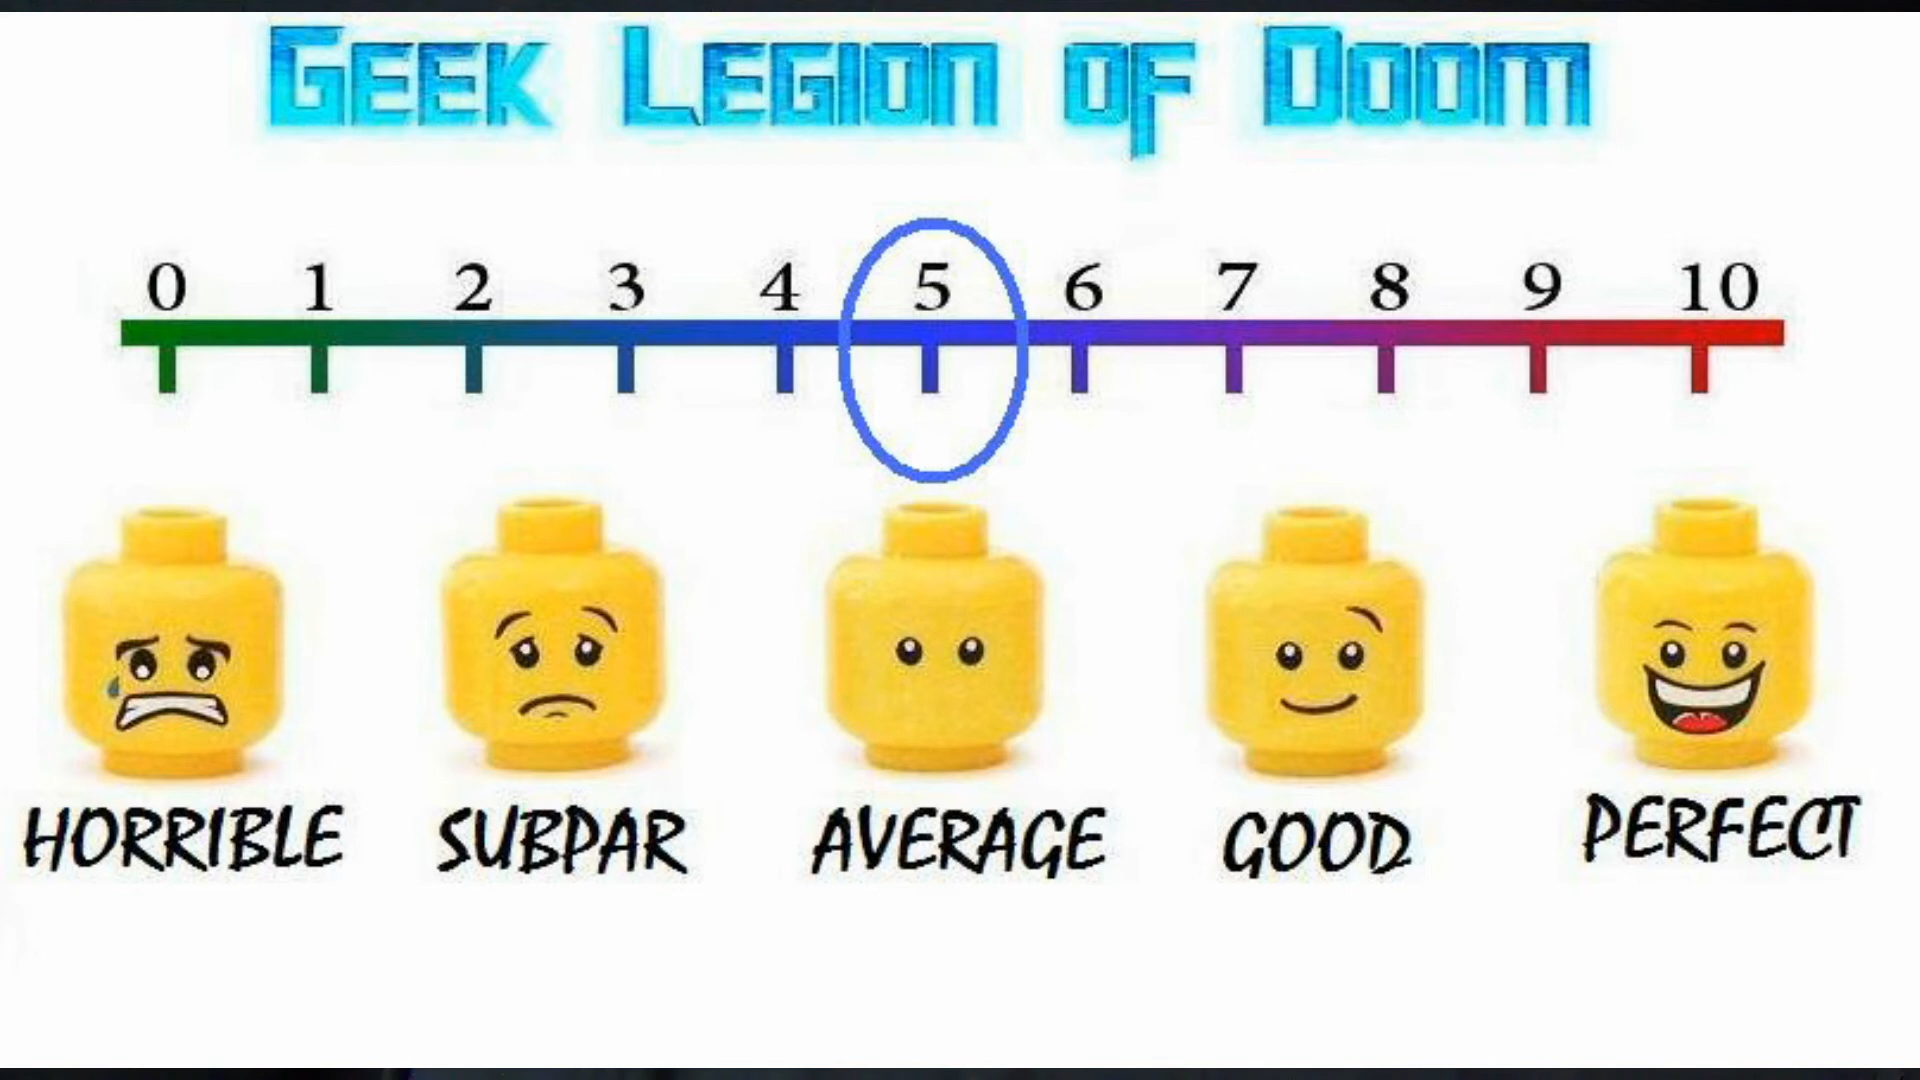 GEEK LEGION OF DOOM
0 1 2 3 4 5 6 7 8 9 10
HORRIBLE SUBPAR AVERAGE GOOD PERFECT